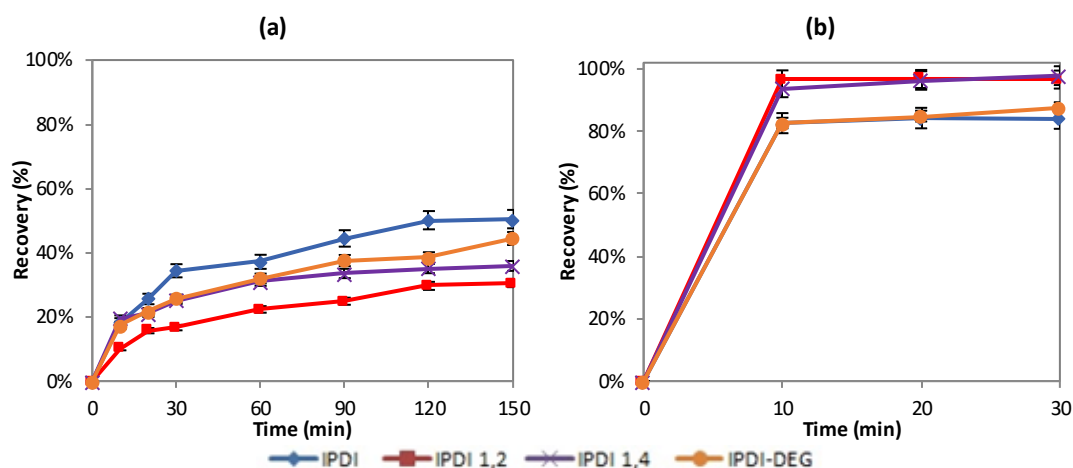 (a)
100%
80%
60%
40%
20%
0%
Recovery (%)
0
30
60
90
120
150
Time (min)
(b)
100%
80%
60%
40%
20%
0%
Recovery (%)
0
10
20
30
Time (min)
IPDI
IPDI 1,2
IPDI 1,4
IPDI-DEG